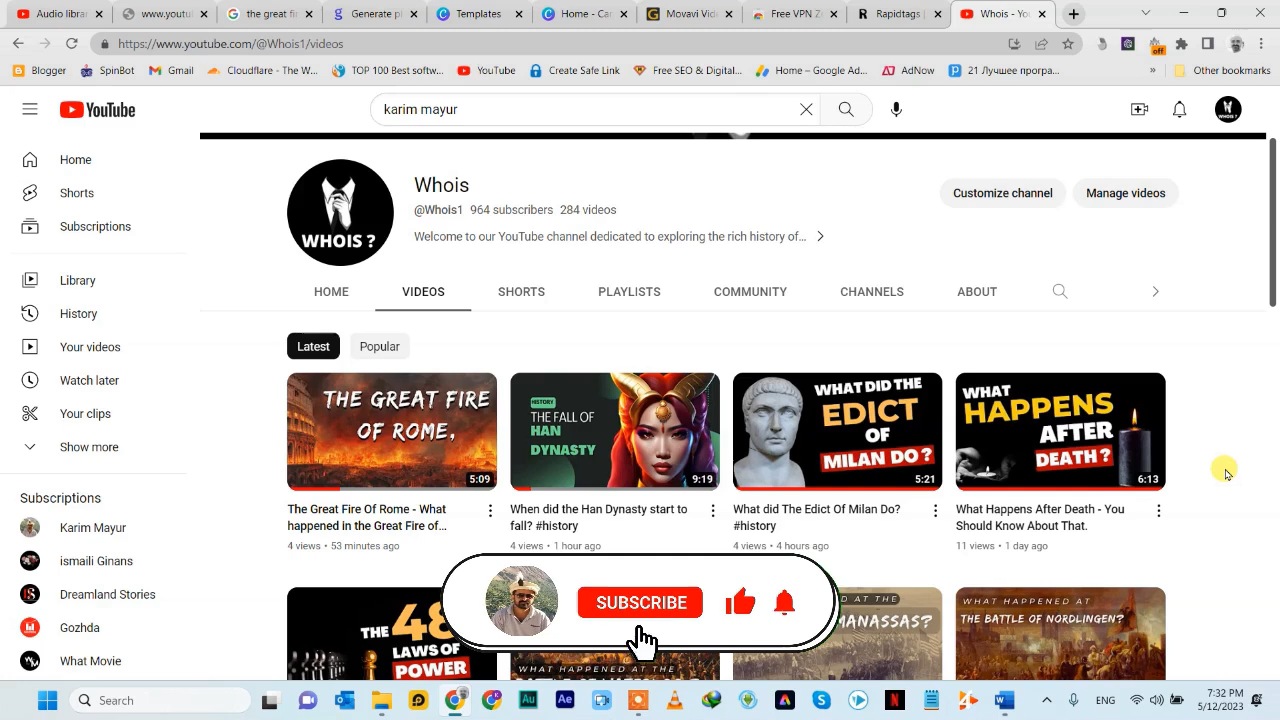 Audio librar
www.youtu
the great fir
Generate p
Templates
Home - Ca
Movavi Vi
Free VPN Z
Rapidtags |
Whois - Yo
https://www.youtube.com/@Whois1/videos
Blogge
SpinBot
Gmail
Cloudflare - The W...
TOP 100 Best softw...
YouTube
Create Safe Link
Free SEO & Digital...
Home – Google Ad...
AdNow
21 Лучшее програ...
Other bookmarks
YouTube
karim mayur
Home
Shorts
Subscriptions
Library
History
Your videos
Watch later
Your clips
Show more
Subscriptions
Karim Mayur
ismaili Ginans
Dreamland Stories
Gozhda
What Movie
WHOIS ?
Whois
@Whois1 964 subscribers 284 videos
Welcome to our YouTube channel dedicated to exploring the rich history of...
Customize channel
Manage videos
HOME
VIDEOS
SHORTS
PLAYLISTS
COMMUNITY
CHANNELS
ABOUT
Latest
Popular
THE GREAT FIRE
OF ROME,
5:09
The Great Fire Of Rome - What
happened in the Great Fire of...
4 views • 53 minutes ago
HISTORY
THE FALL OF
HAN
DYNASTY
9:19
When did the Han Dynasty start to
fall? #history
4 views • 1 hour ago
WHAT DID THE
EDICT
OF
MILAN DO?
5:21
What did The Edict Of Milan Do?
#history
4 views • 4 hours ago
WHAT
HAPPENS
AFTER
DEATH?
6:13
What Happens After Death - You
Should Know About That.
11 views • 1 day ago
THE 48
LAWS OF
POWER
WHAT HAPPENED AT THE
SUBSCRIBE
ED AT THE
MANASSAS?
WHAT HAPPENED AT
THE BATTLE OF NORDLINGEN?
Search
ENG
7:37 PM
5/12/2023